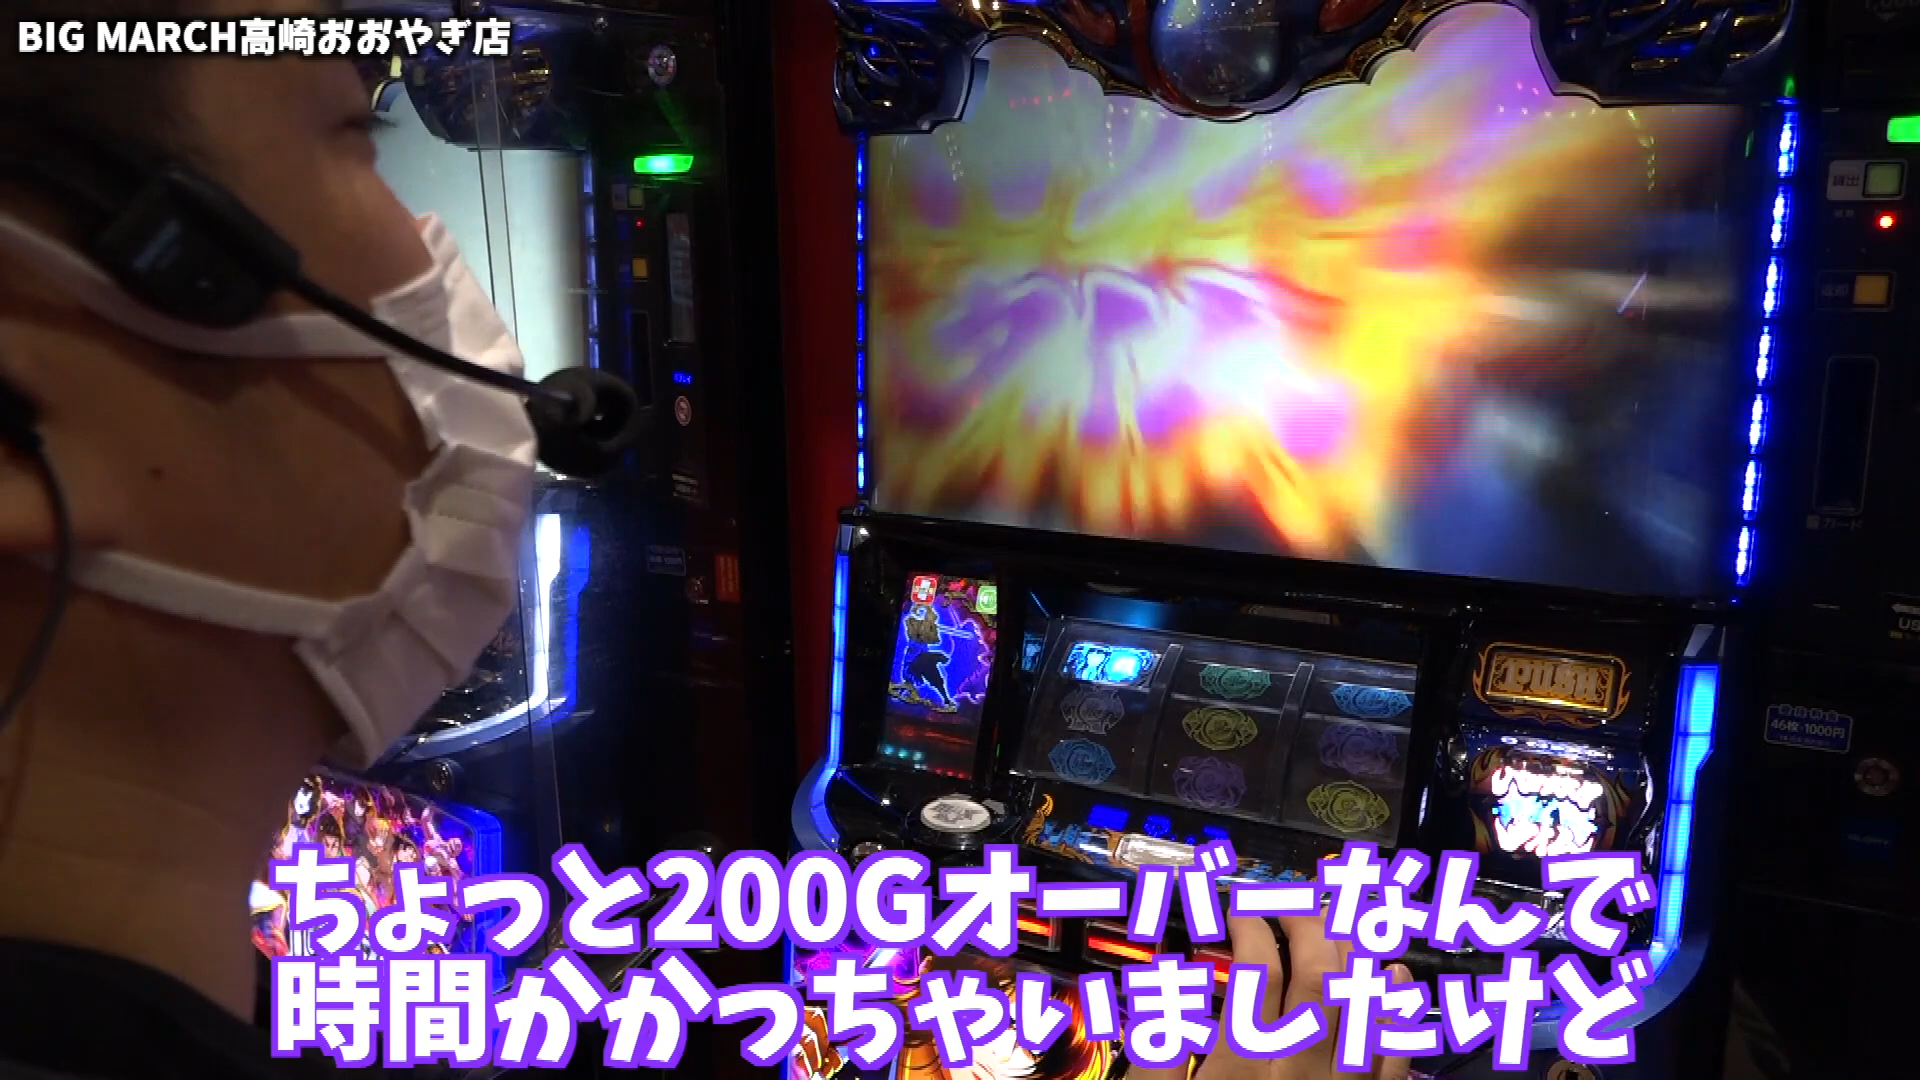 BIG MARCH高崎おおやぎ店
貸出
PUSH
46枚・1000円
ちょっと200Gオーバーなんで
時間かかっちゃいましたけど